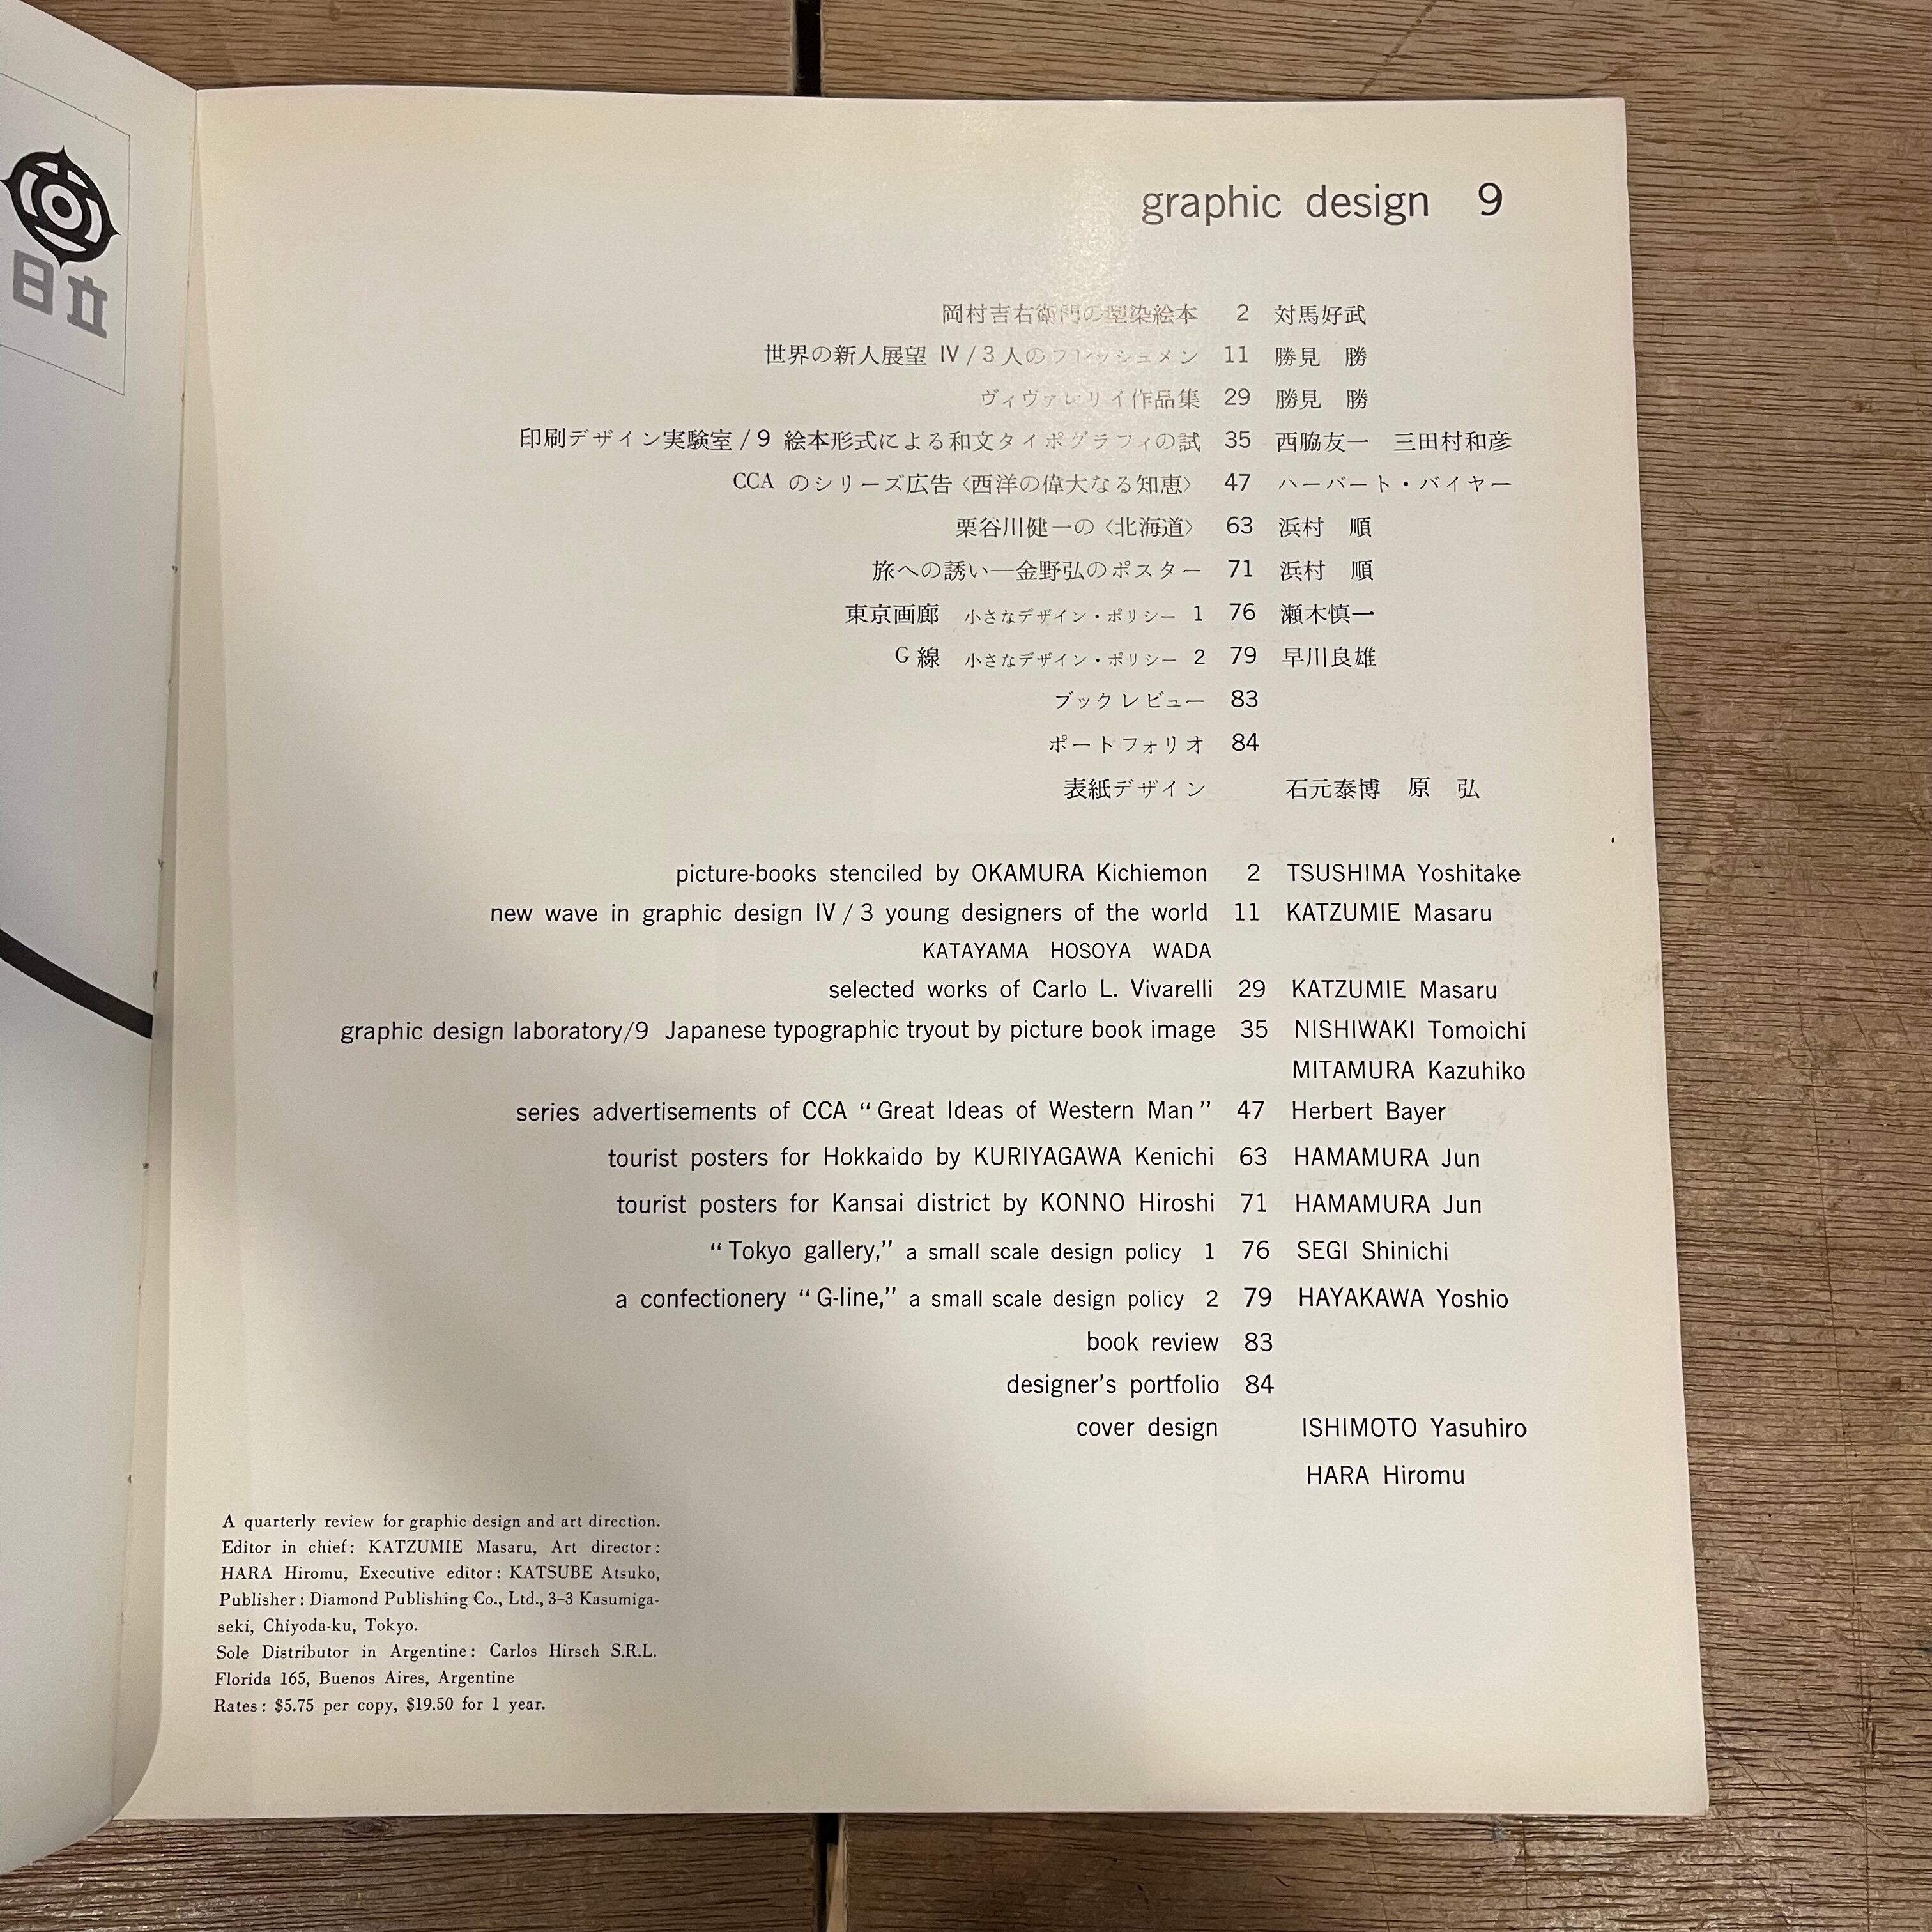 日立
graphic design 9
岡村吉右衛門の型染絵本 2 対馬好武
世界の新人展望 IV / 3人のフレッシュメン 11 勝見 勝
ヴィヴァレリイ作品集 29 勝見 勝
印刷デザイン実験室 / 9 絵本形式による和文タイポグラフィの試 35 西脇友一 三田村和彦
CCA のシリーズ広告〈西洋の偉大なる知恵〉 47 ハーバート・バイヤー
栗谷川健一の〈北海道〉 63 浜村 順
旅への誘い—金野弘のポスター 71 浜村 順
東京画廊 小さなデザイン・ポリシー 1 76 瀬木慎一
G線 小さなデザイン・ポリシー 2 79 早川良雄
ブックレビュー 83
ポートフォリオ 84
表紙デザイン 石元泰博 原 弘
picture-books stenciled by OKAMURA Kichiemon 2 TSUSHIMA Yoshitake
new wave in graphic design IV / 3 young designers of the world 11 KATZUMIE Masaru
KATAYAMA HOSOYA WADA
selected works of Carlo L. Vivarelli 29 KATZUMIE Masaru
graphic design laboratory/9 Japanese typographic tryout by picture book image 35 NISHIWAKI Tomoichi
MITAMURA Kazuhiko
series advertisements of CCA “Great Ideas of Western Man” 47 Herbert Bayer
tourist posters for Hokkaido by KURIYAGAWA Kenichi 63 HAMAMURA Jun
tourist posters for Kansai district by KONNO Hiroshi 71 HAMAMURA Jun
“Tokyo gallery,” a small scale design policy 1 76 SEGI Shinichi
a confectionery “G-line,” a small scale design policy 2 79 HAYAKAWA Yoshio
book review 83
designer's portfolio 84
cover design ISHIMOTO Yasuhiro
HARA Hiromu
A quarterly review for graphic design and art direction.
Editor in chief: KATZUMIE Masaru, Art director:
HARA Hiromu, Executive editor: KATSUBE Atsuko,
Publisher: Diamond Publishing Co., Ltd., 3-3 Kasumiga-
seki, Chiyoda-ku, Tokyo.
Sole Distributor in Argentine: Carlos Hirsch S.R.L.
Florida 165, Buenos Aires, Argentine
Rates: $5.75 per copy, $19.50 for 1 year.